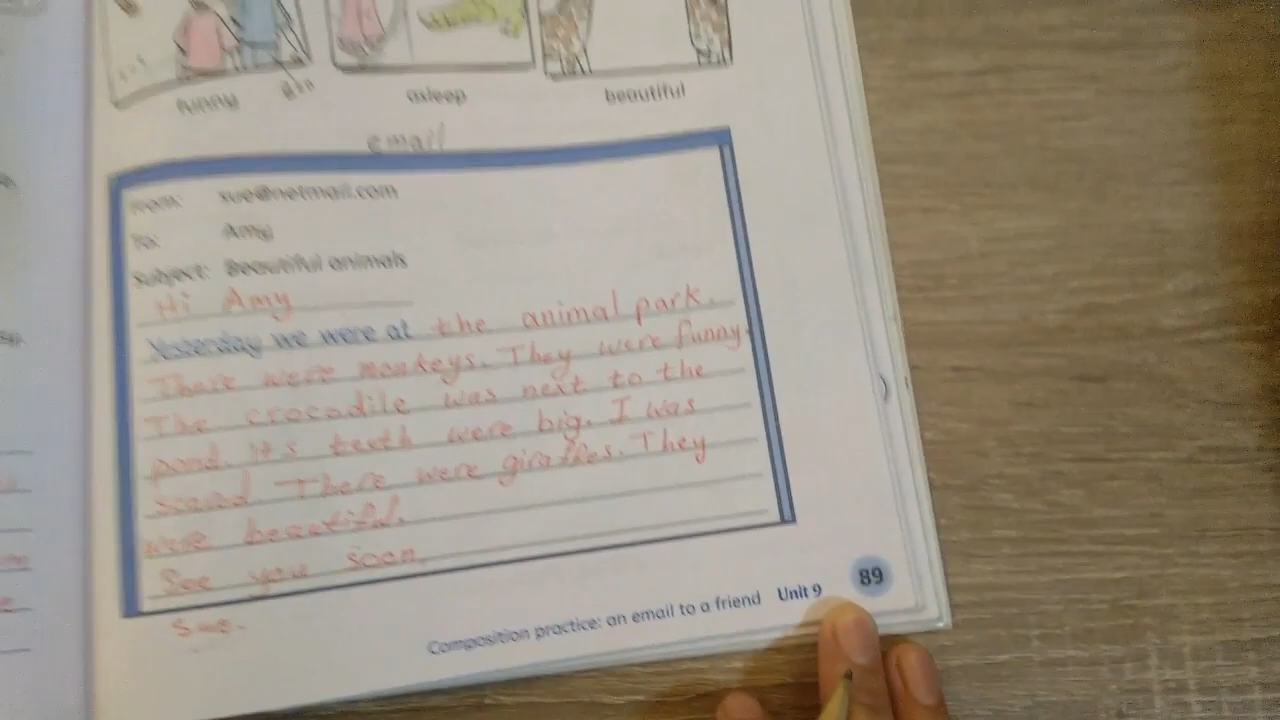 funny
asleep
beautiful
email
From: sue@netmail.com
To: Amy
Subject: Beautiful animals
Hi Amy
Yesterday we were at the animal park.
There were monkeys. They were funny.
The crocodile was next to the
pond. It's teeth were big. I was
scared. There were giraffes. They
were beautiful.
See you soon.
Sue.
Composition practice: an email to a friend Unit 9 89